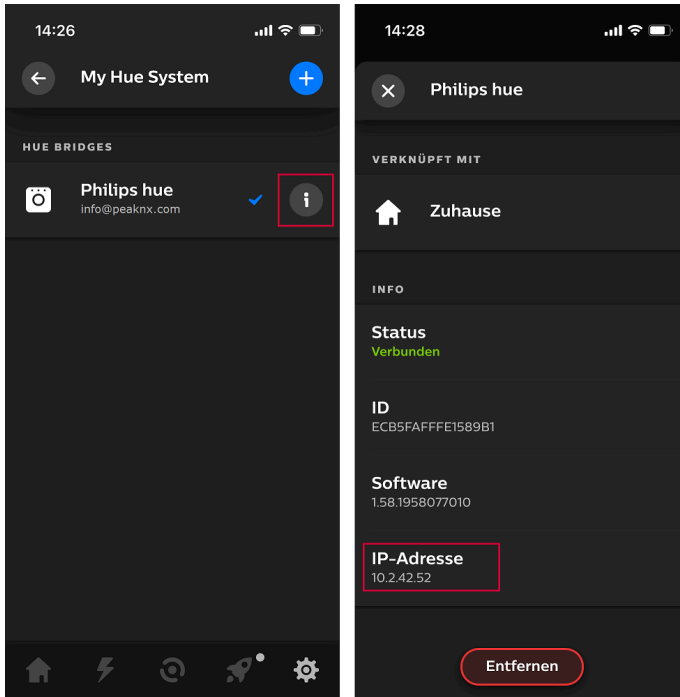 14:26
My Hue System
HUE BRIDGES
Philips hue
info@peaknx.com
14:28
Philips hue
VERKNÜPFT MIT
Zuhause
INFO
Status
Verbunden
ID
ECB5FAFFFE1589B1
Software
1.58.1958077010
IP-Adresse
10.2.42.52
Entfernen